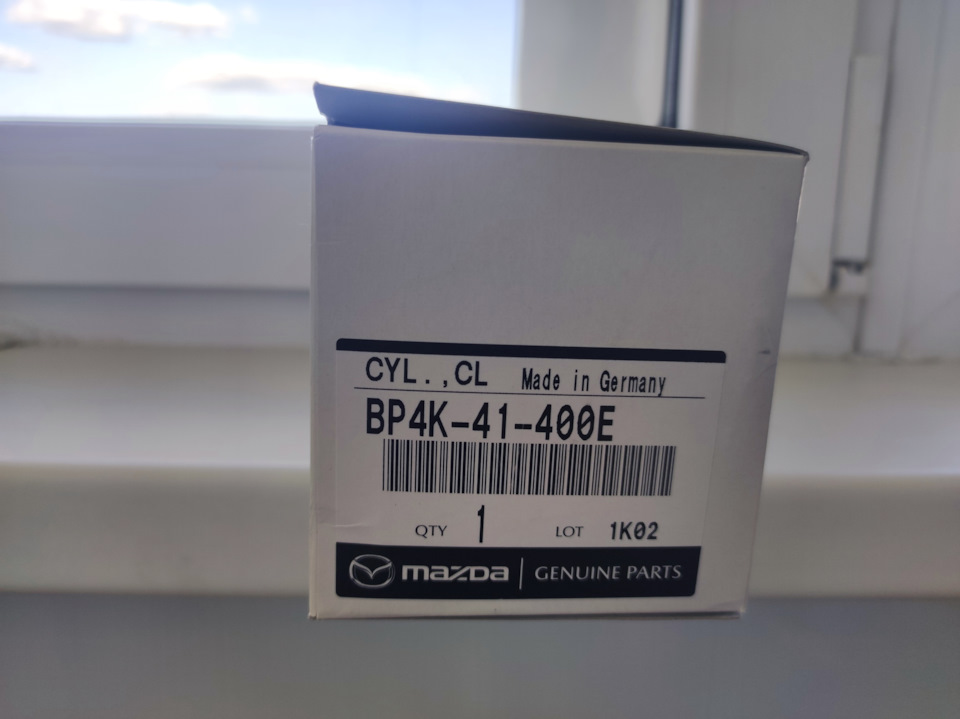 CYL.,CL Made in Germany
BP4K-41-400E
QTY 1 LOT 1K02
mazda GENUINE PARTS